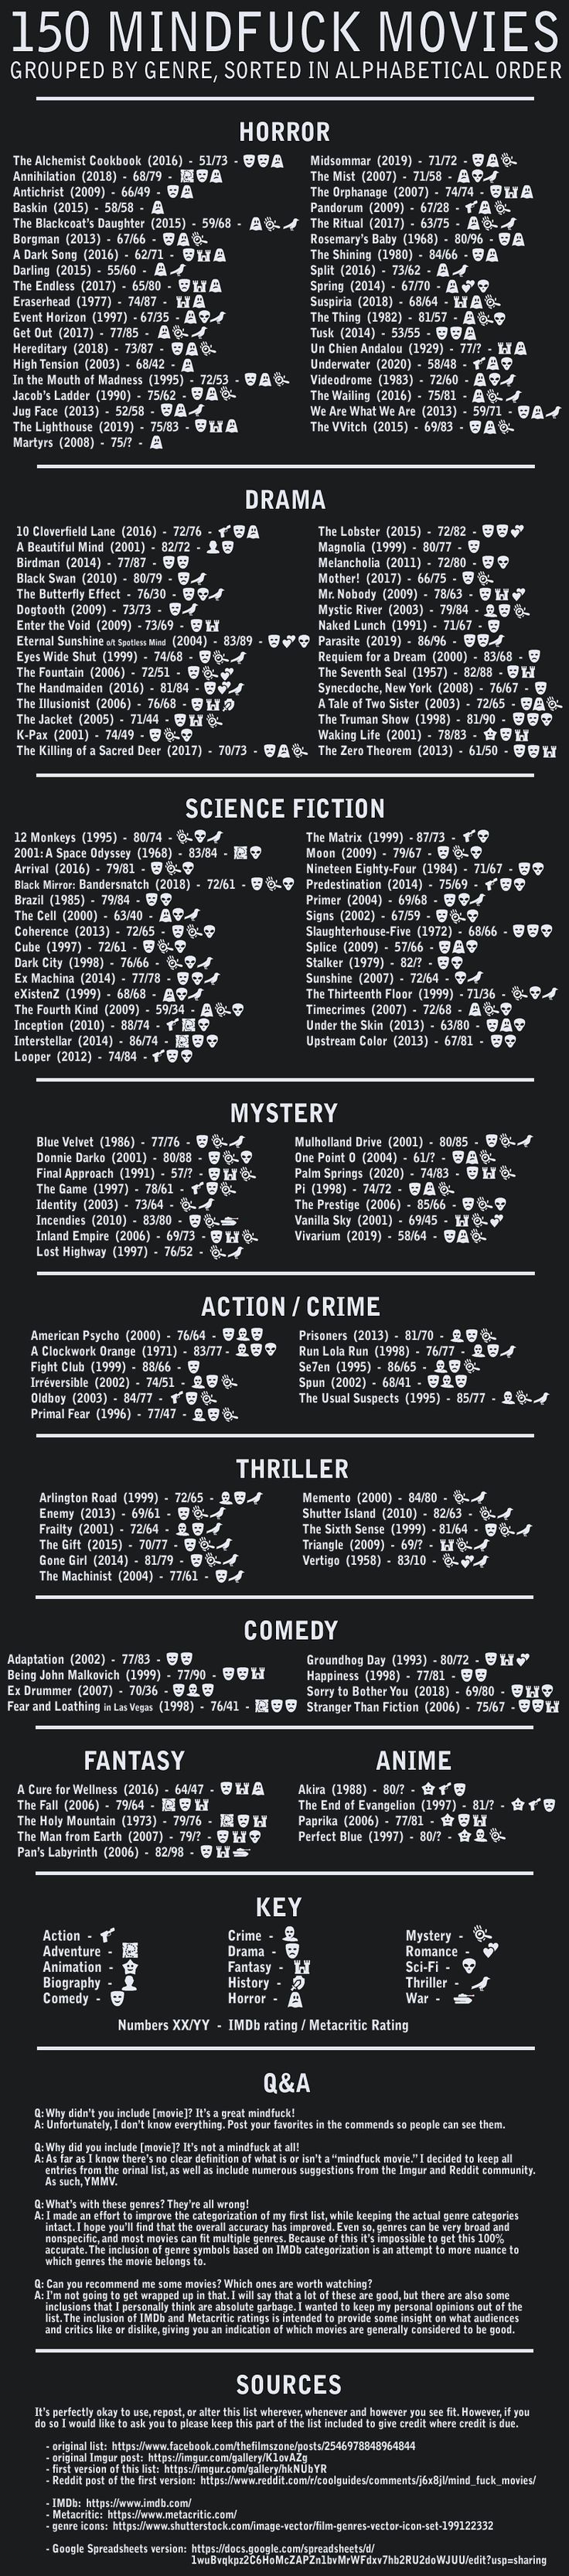 150 MINDFUCK MOVIES
GROUPED BY GENRE, SORTED IN ALPHABETICAL ORDER
HORROR
The Alchemist Cookbook (2016) - 51/73 -
Annihilation (2018) - 68/79 -
Antichrist (2009) - 66/49 -
Baskin (2015) - 58/58 -
The Blackcoat's Daughter (2015) - 59/68 -
Borgman (2013) - 67/66 -
A Dark Song (2016) - 62/71 -
Darling (2015) - 55/60 -
The Endless (2017) - 65/80 -
Eraserhead (1977) - 74/87 -
Event Horizon (1997) - 67/35 -
Get Out (2017) - 77/85 -
Hereditary (2018) - 73/87 -
High Tension (2003) - 68/42 -
In the Mouth of Madness (1995) - 72/53 -
Jacob's Ladder (1990) - 75/62 -
Jug Face (2013) - 52/58 -
The Lighthouse (2019) - 75/83 -
Martyrs (2008) - 75/? -
Midsommar (2019) - 71/72 -
The Mist (2007) - 71/58 -
The Orphanage (2007) - 74/74 -
Pandorum (2009) - 67/28 -
The Ritual (2017) - 63/75 -
Rosemary's Baby (1968) - 80/96 -
The Shining (1980) - 84/66 -
Split (2016) - 73/62 -
Spring (2014) - 67/70 -
Suspiria (2018) - 68/64 -
The Thing (1982) - 81/57 -
Tusk (2014) - 53/55 -
Un Chien Andalou (1929) - 77/? -
Underwater (2020) - 58/48 -
Videodrome (1983) - 72/60 -
The Wailing (2016) - 75/81 -
We Are What We Are (2013) - 59/71 -
The VVitch (2015) - 69/83 -
DRAMA
10 Cloverfield Lane (2016) - 72/76 -
A Beautiful Mind (2001) - 82/72 -
Birdman (2014) - 77/87 -
Black Swan (2010) - 80/79 -
The Butterfly Effect - 76/30 -
Dogtooth (2009) - 73/73 -
Enter the Void (2009) - 73/69 -
Eternal Sunshine o/t Spotless Mind (2004) - 83/89 -
Eyes Wide Shut (1999) - 74/68 -
The Fountain (2006) - 72/51 -
The Handmaiden (2016) - 81/84 -
The Illusionist (2006) - 76/68 -
The Jacket (2005) - 71/44 -
K-Pax (2001) - 74/49 -
The Killing of a Sacred Deer (2017) - 70/73 -
The Lobster (2015) - 72/82 -
Magnolia (1999) - 80/77 -
Melancholia (2011) - 72/80 -
Mother! (2017) - 66/75 -
Mr. Nobody (2009) - 78/63 -
Mystic River (2003) - 79/84 -
Naked Lunch (1991) - 71/67 -
Parasite (2019) - 86/96 -
Requiem for a Dream (2000) - 83/68 -
The Seventh Seal (1957) - 82/88 -
Synecdoche, New York (2008) - 76/67 -
A Tale of Two Sister (2003) - 72/65 -
The Truman Show (1998) - 81/90 -
Waking Life (2001) - 78/83 -
The Zero Theorem (2013) - 61/50 -
SCIENCE FICTION
12 Monkeys (1995) - 80/74 -
2001: A Space Odyssey (1968) - 83/84 -
Arrival (2016) - 79/81 -
Black Mirror: Bandersnatch (2018) - 72/61 -
Brazil (1985) - 79/84 -
The Cell (2000) - 63/40 -
Coherence (2013) - 72/65 -
Cube (1997) - 72/61 -
Dark City (1998) - 76/66 -
Ex Machina (2014) - 77/78 -
eXistenZ (1999) - 68/68 -
The Fourth Kind (2009) - 59/34 -
Inception (2010) - 88/74 -
Interstellar (2014) - 86/74 -
Looper (2012) - 74/84 -
The Matrix (1999) - 87/73 -
Moon (2009) - 79/67 -
Nineteen Eighty-Four (1984) - 71/67 -
Predestination (2014) - 75/69 -
Primer (2004) - 69/68 -
Signs (2002) - 67/59 -
Slaughterhouse-Five (1972) - 68/66 -
Splice (2009) - 57/66 -
Stalker (1979) - 82/? -
Sunshine (2007) - 72/64 -
The Thirteenth Floor (1999) - 71/36 -
Timecrimes (2007) - 72/68 -
Under the Skin (2013) - 63/80 -
Upstream Color (2013) - 67/81 -
MYSTERY
Blue Velvet (1986) - 77/76 -
Donnie Darko (2001) - 80/88 -
Final Approach (1991) - 57/? -
The Game (1997) - 78/61 -
Identity (2003) - 73/64 -
Incendies (2010) - 83/80 -
Inland Empire (2006) - 69/73 -
Lost Highway (1997) - 76/52 -
Mulholland Drive (2001) - 80/85 -
One Point 0 (2004) - 61/? -
Palm Springs (2020) - 74/83 -
Pi (1998) - 74/72 -
The Prestige (2006) - 85/66 -
Vanilla Sky (2001) - 69/45 -
Vivarium (2019) - 58/64 -
ACTION / CRIME
American Psycho (2000) - 76/64 -
A Clockwork Orange (1971) - 83/77 -
Fight Club (1999) - 88/66 -
Irréversible (2002) - 74/51 -
Oldboy (2003) - 84/77 -
Primal Fear (1996) - 77/47 -
Prisoners (2013) - 81/70 -
Run Lola Run (1998) - 76/77 -
Se7en (1995) - 86/65 -
Spun (2002) - 68/41 -
The Usual Suspects (1995) - 85/77 -
THRILLER
Arlington Road (1999) - 72/65 -
Enemy (2013) - 69/61 -
Frailty (2001) - 72/64 -
The Gift (2015) - 70/77 -
Gone Girl (2014) - 81/79 -
The Machinist (2004) - 77/61 -
Memento (2000) - 84/80 -
Shutter Island (2010) - 82/63 -
The Sixth Sense (1999) - 81/64 -
Triangle (2009) - 69/? -
Vertigo (1958) - 83/10 -
COMEDY
Adaptation (2002) - 77/83 -
Being John Malkovich (1999) - 77/90 -
Ex Drummer (2007) - 70/36 -
Fear and Loathing in Las Vegas (1998) - 76/41 -
Groundhog Day (1993) - 80/72 -
Happiness (1998) - 77/81 -
Sorry to Bother You (2018) - 69/80 -
Stranger Than Fiction (2006) - 75/67 -
FANTASY
A Cure for Wellness (2016) - 64/47 -
The Fall (2006) - 79/64 -
The Holy Mountain (1973) - 79/76 -
The Man from Earth (2007) - 79/? -
Pan's Labyrinth (2006) - 82/98 -
ANIME
Akira (1988) - 80/? -
The End of Evangelion (1997) - 81/? -
Paprika (2006) - 77/81 -
Perfect Blue (1997) - 80/? -
KEY
Action -
Adventure -
Animation -
Biography -
Comedy -
Crime -
Drama -
Fantasy -
History -
Horror -
Mystery -
Romance -
Sci-Fi -
Thriller -
War -
Numbers XX/YY - IMDb rating / Metacritic Rating
Q&A
Q: Why didn't you include [movie]? It's a great mindfuck!
A: Unfortunately, I don't know everything. Post your favorites in the commends so people can see them.
Q: Why did you include [movie]? It's not a mindfuck at all!
A: As far as I know there's no clear definition of what is or isn't a "mindfuck movie." I decided to keep all
entries from the orinal list, as well as include numerous suggestions from the Imgur and Reddit community.
As such, YMMV.
Q: What's with these genres? They're all wrong!
A: I made an effort to improve the categorization of my first list, while keeping the actual genre categories
intact. I hope you'll find that the overall accuracy has improved. Even so, genres can be very broad and
nonspecific, and most movies can fit multiple genres. Because of this it's impossible to get this 100%
accurate. The inclusion of genre symbols based on IMDb categorization is an attempt to more nuance to
which genres the movie belongs to.
Q: Can you recommend me some movies? Which ones are worth watching?
A: I'm not going to get wrapped up in that. I will say that a lot of these are good, but there are also some
inclusions that I personally think are absolute garbage. I wanted to keep my personal opinions out of the
list. The inclusion of IMDb and Metacritic ratings is intended to provide some insight on what audiences
and critics like or dislike, giving you an indication of which movies are generally considered to be good.
SOURCES
It's perfectly okay to use, repost, or alter this list wherever, whenever and however you see fit. However, if you
do so I would like to ask you to please keep this part of the list included to give credit where credit is due.
- original list: https://www.facebook.com/thefilmszone/posts/2546978848964844
- original Imgur post: https://imgur.com/gallery/K1ovAZg
- first version of this list: https://imgur.com/gallery/hkNUbYR
- Reddit post of the first version: https://www.reddit.com/r/coolguides/comments/j6x8jl/mind_fuck_movies/
- IMDb: https://www.imdb.com/
- Metacritic: https://www.metacritic.com/
- genre icons: https://www.shutterstock.com/image-vector/film-genres-vector-icon-set-199122332
- Google Spreadsheets version: https://docs.google.com/spreadsheets/d/
1wuBvqkpz2C6HoMcZAPZn1bvMrWFdxv7hb2RU2doWJUU/edit?usp=sharing